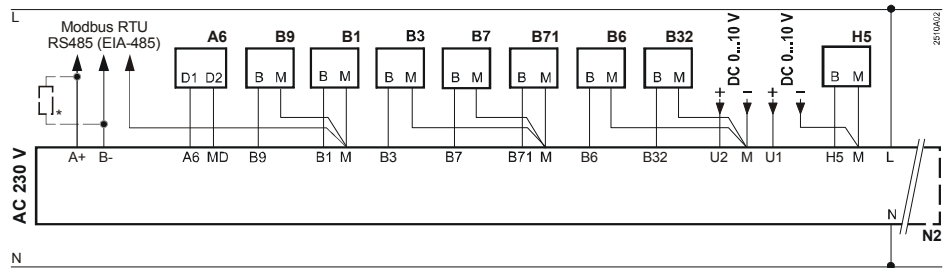 L
Modbus RTU
RS485 (EIA-485)
A6 B9 B1 B3 B7 B71 B6 B32 DC 0...10 V DC 0...10 V H5
2510A02
D1 D2 B M B M B M B M B M B M B M + – + – B M
*
A+ B- A6 MD B9 B1 M B3 B7 B71 M B6 B32 U2 M U1 H5 M L
AC 230 V
N
N2
N